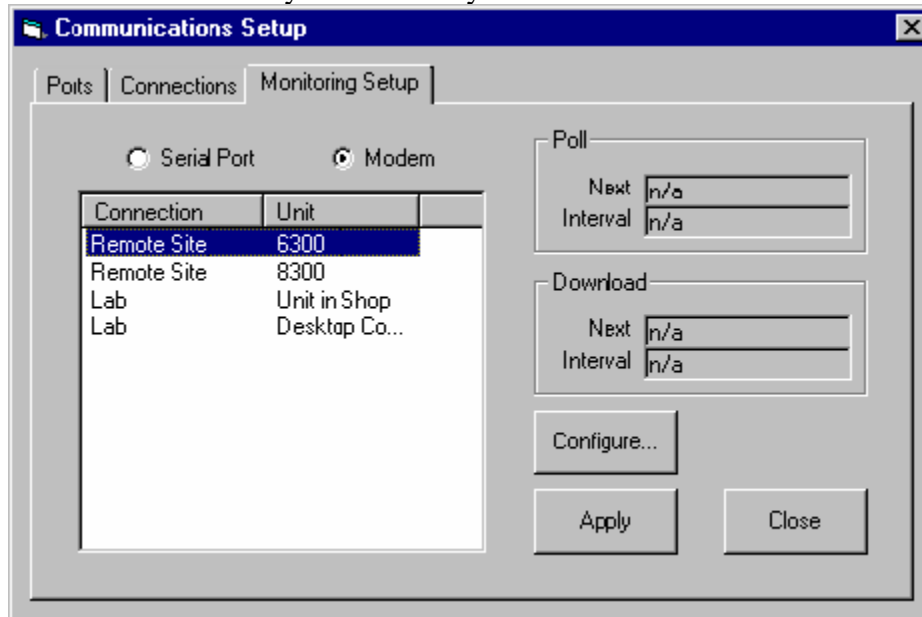 Communications Setup
Ports Connections Monitoring Setup
Serial Port Modem
Connection Unit
Remote Site 6300
Remote Site 8300
Lab Unit in Shop
Lab Desktop Co...
Poll
Next n/a
Interval n/a
Download
Next n/a
Interval n/a
Configure...
Apply Close